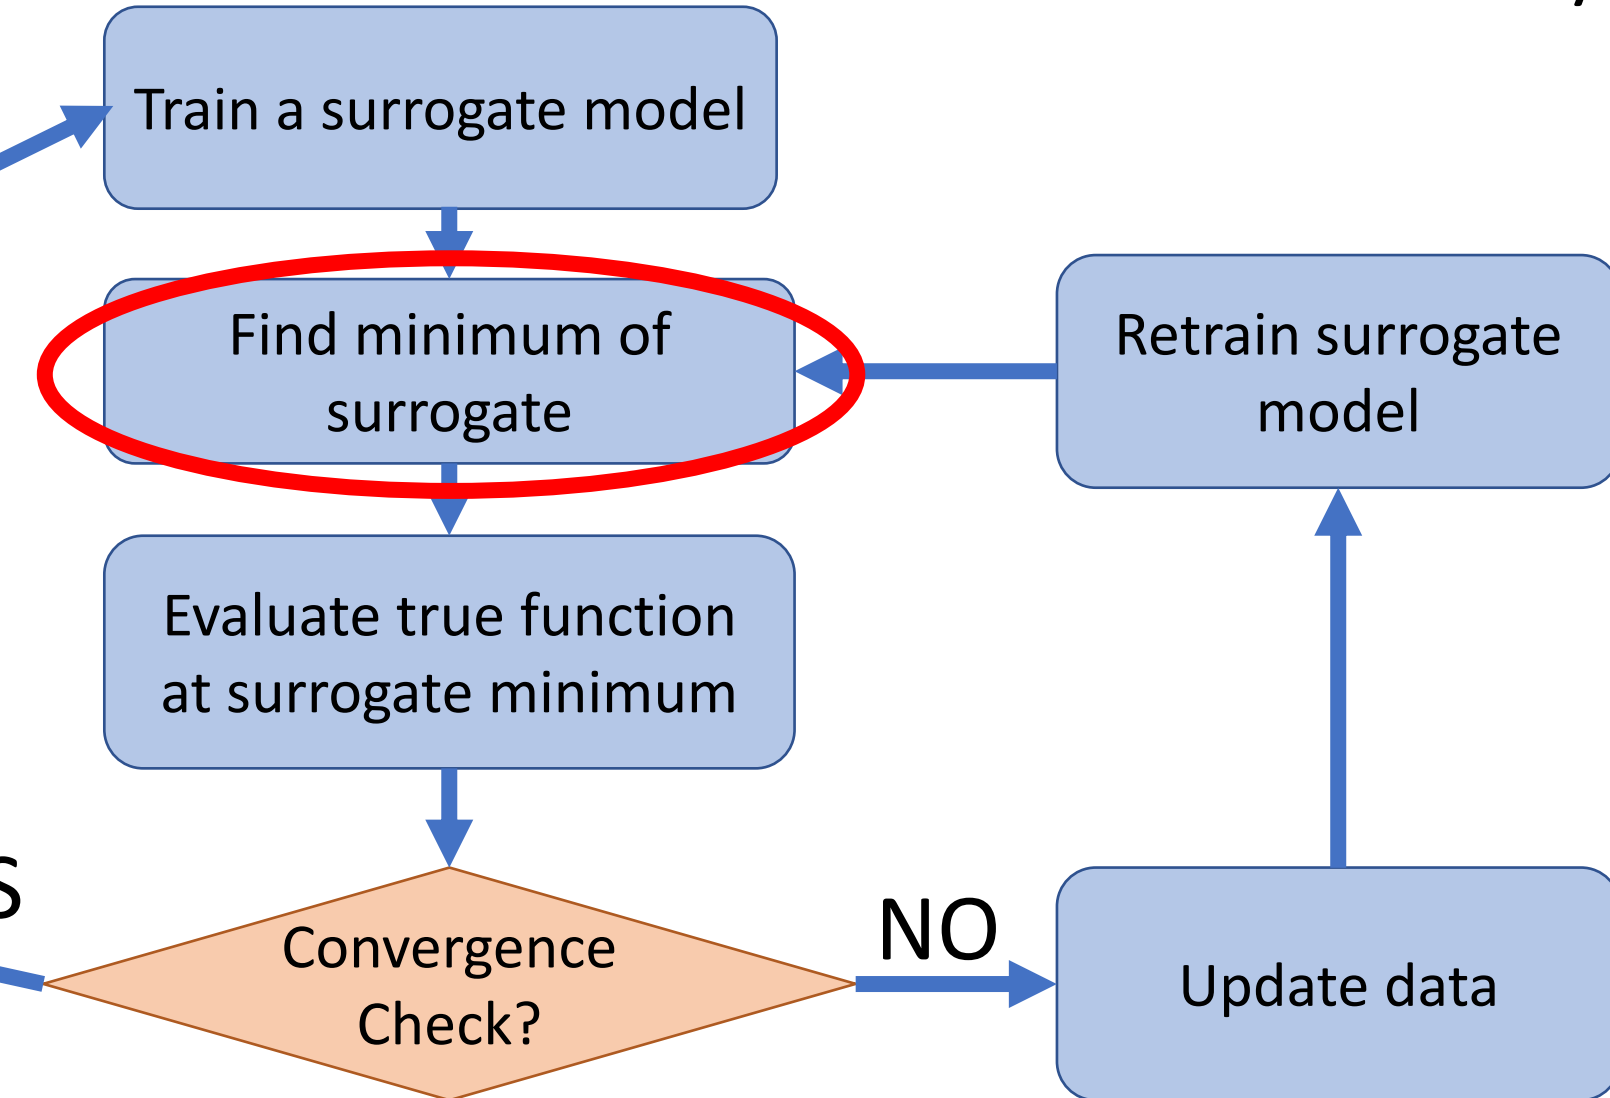 Train a surrogate model
Find minimum of
surrogate
Retrain surrogate
model
Evaluate true function
at surrogate minimum
S
NO
Convergence
Check?
Update data